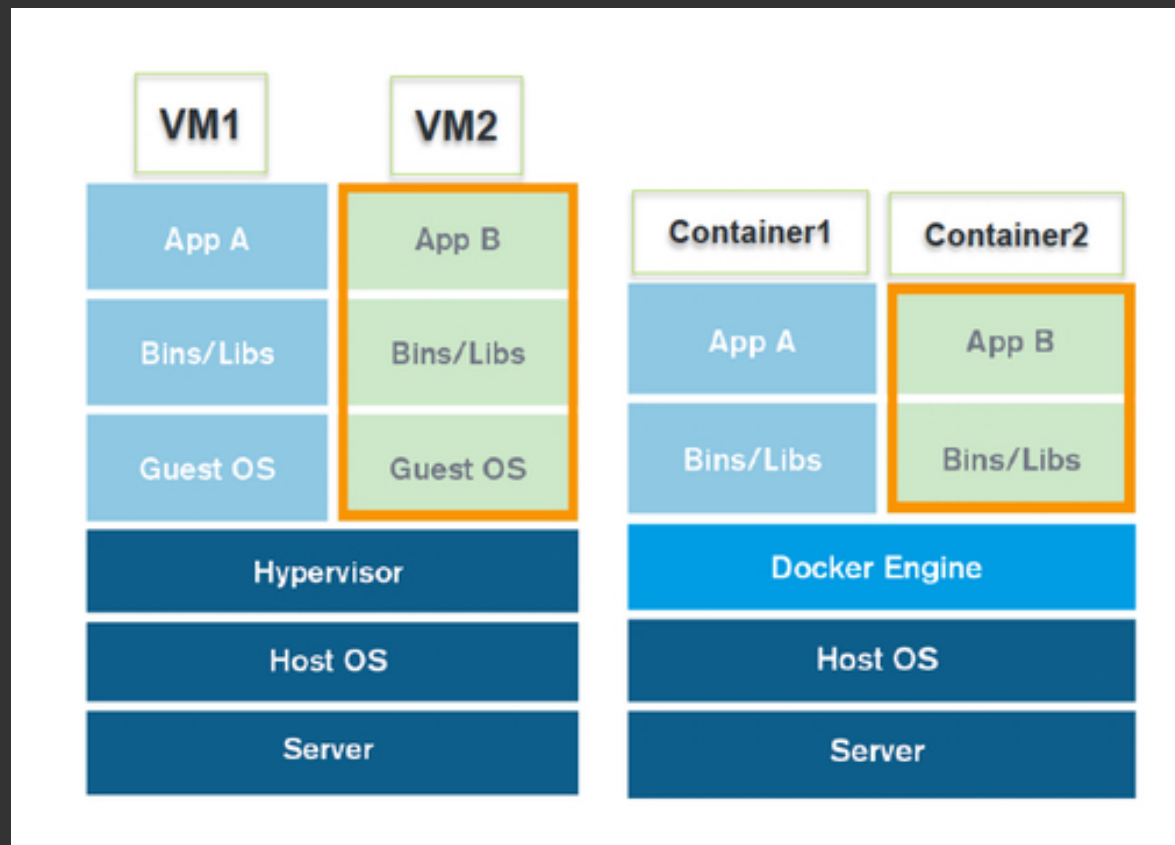 VM1
VM2
App A
App B
Bins/Libs
Bins/Libs
Guest OS
Guest OS
Hypervisor
Host OS
Server
Container1
Container2
App A
App B
Bins/Libs
Bins/Libs
Docker Engine
Host OS
Server